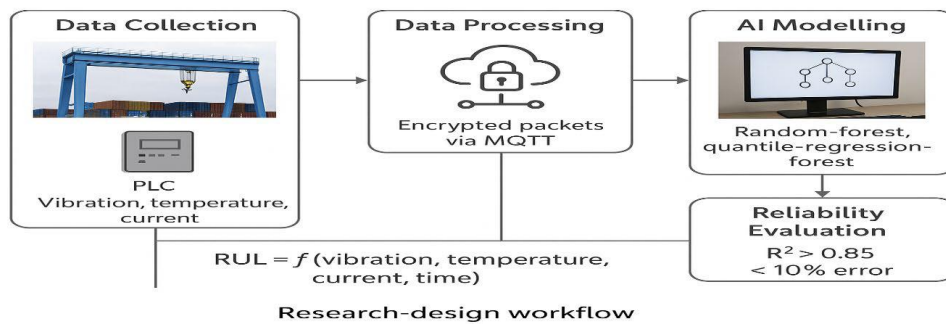 Data Collection
PLC
Vibration, temperature,
current
Data Processing
Encrypted packets
via MQTT
AI Modelling
Random-forest,
quantile-regression-
forest
Reliability
Evaluation
R² > 0.85
< 10% error
RUL = f (vibration, temperature,
current, time)
Research-design workflow